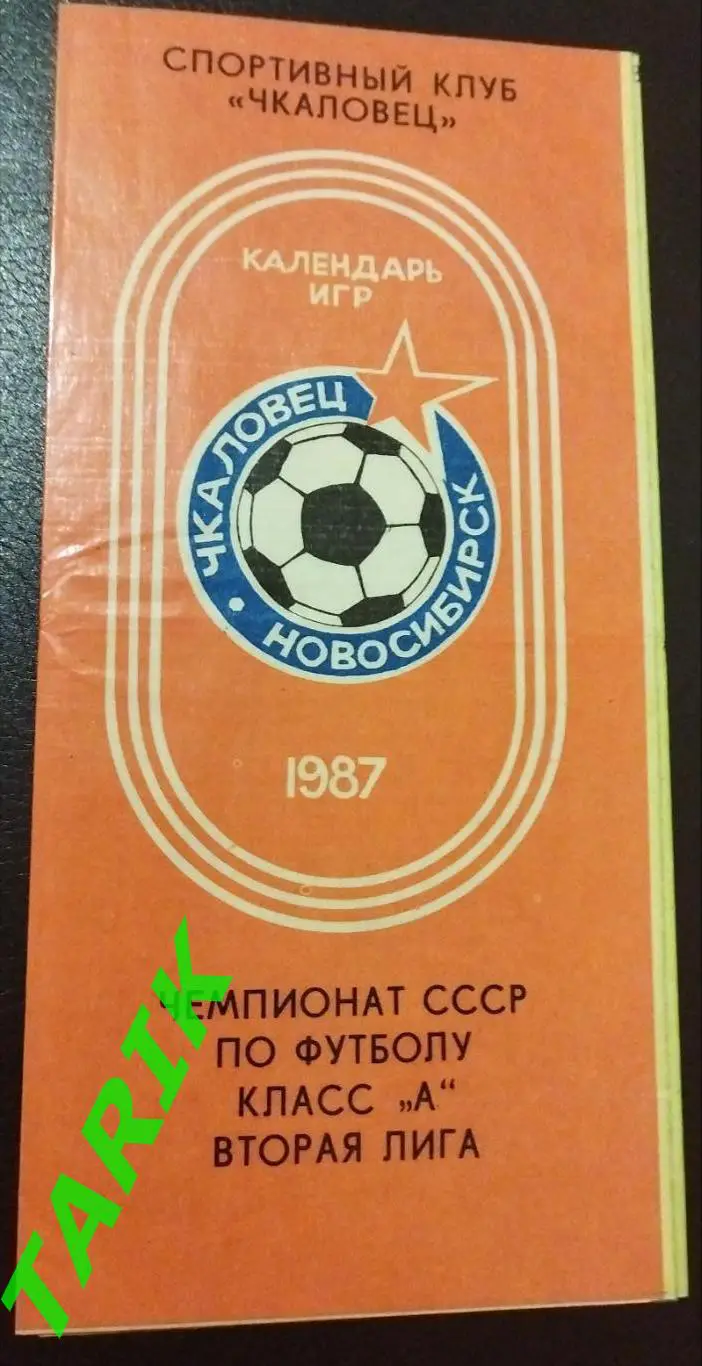 СПОРТИВНЫЙ КЛУБ
«ЧКАЛОВЕЦ»
КАЛЕНДАРЬ
ИГР
ЧКАЛОВЕЦ
• НОВОСИБИРСК
1987
ЧЕМПИОНАТ СССР
ПО ФУТБОЛУ
КЛАСС „А“
ВТОРАЯ ЛИГА
TARIK